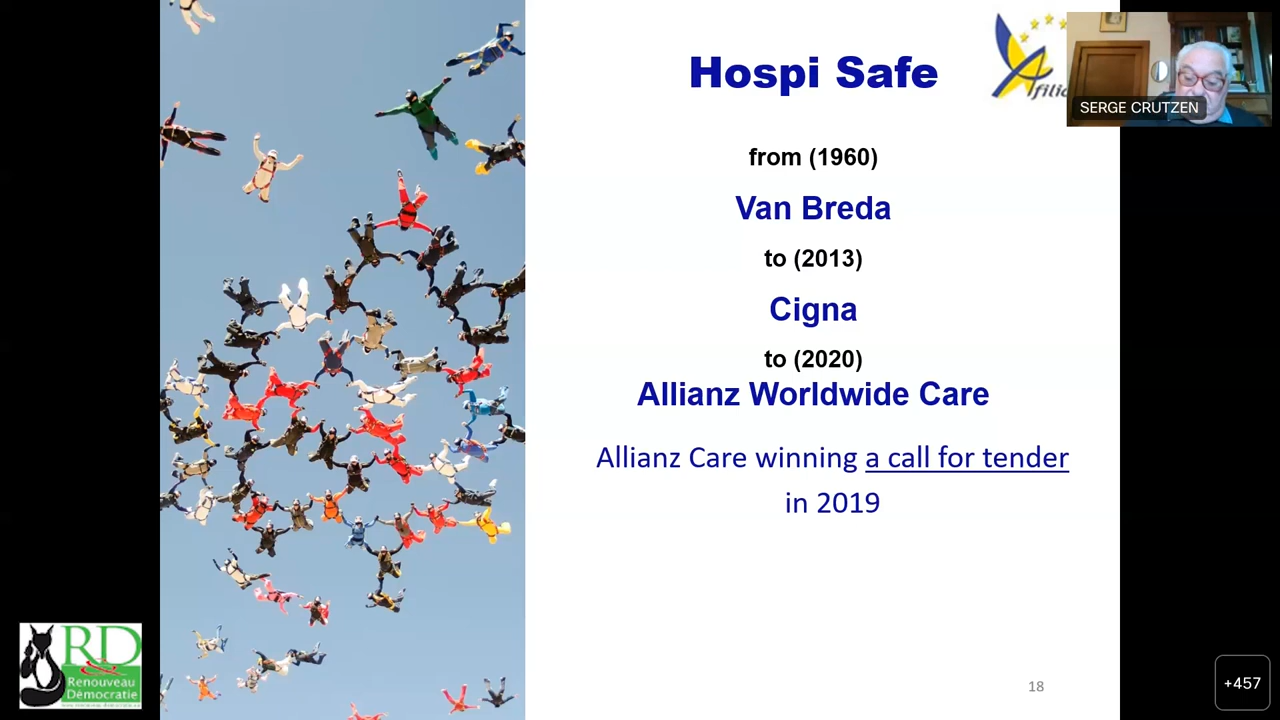 Hospi Safe
Afilia
SERGE CRUTZEN
from (1960)
Van Breda
to (2013)
Cigna
to (2020)
Allianz Worldwide Care
Allianz Care winning a call for tender
in 2019
RD
Renouveau
Démocratie
18
+457